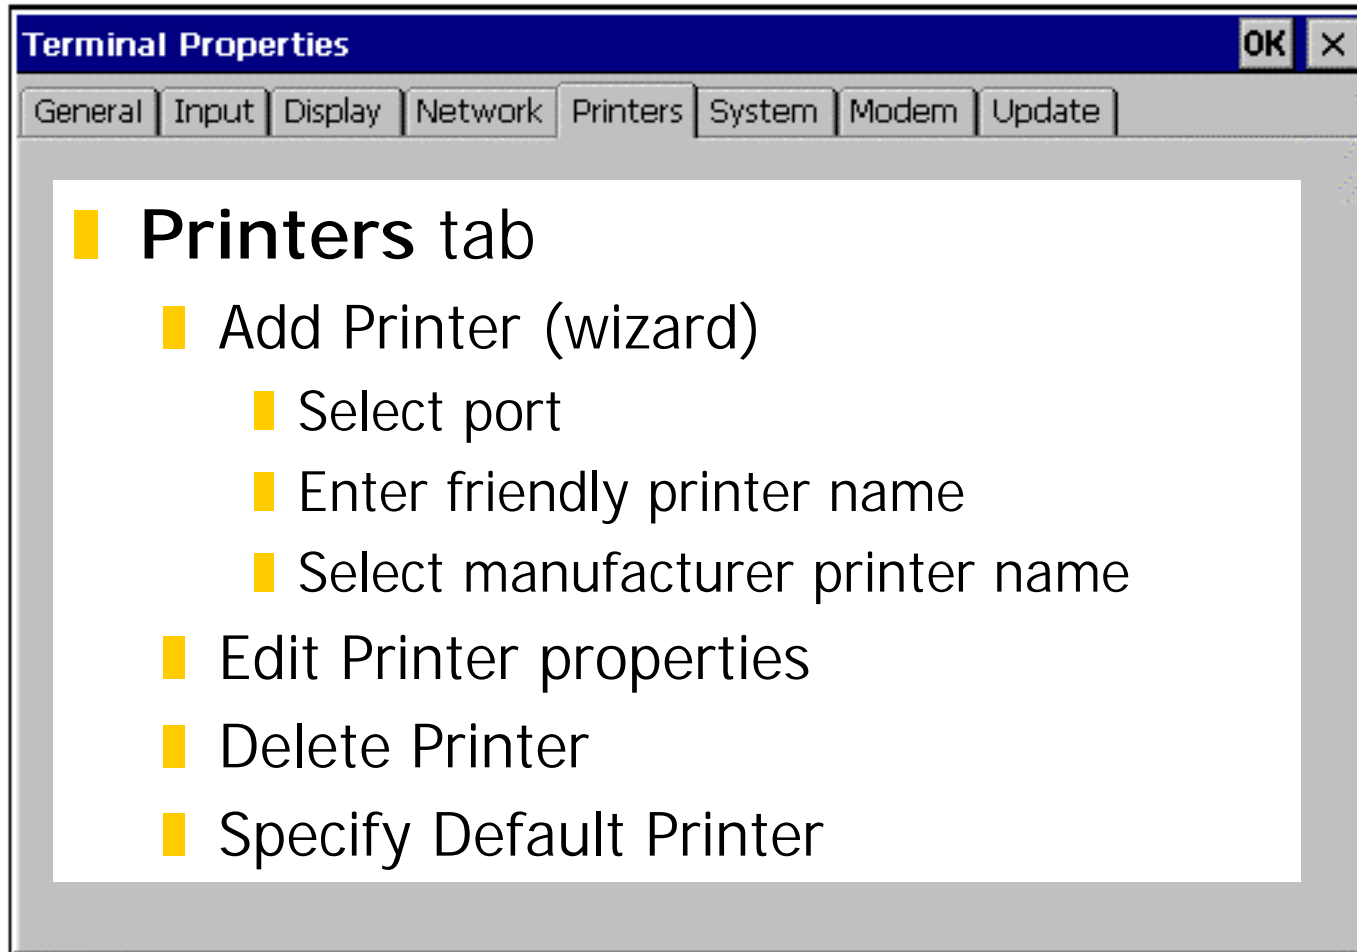 Terminal Properties OK ×
General Input Display Network Printers System Modem Update
Printers tab
Add Printer (wizard)
Select port
Enter friendly printer name
Select manufacturer printer name
Edit Printer properties
Delete Printer
Specify Default Printer